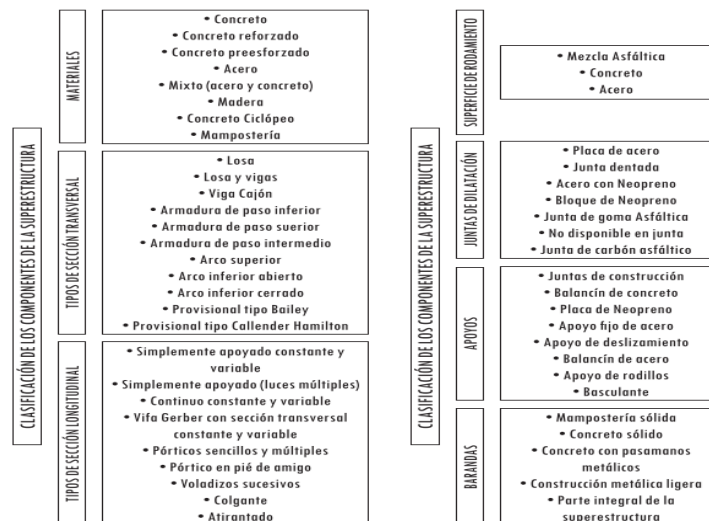 CLASIFICACIÓN DE LOS COMPONENTES DE LA SUPERESTRUCTURA
MATERIALES
• Concreto
• Concreto reforzado
• Concreto preesforzado
• Acero
• Mixto (acero y concreto)
• Madera
• Concreto Ciclópeo
• Mampostería
TIPOS DE SECCIÓN TRANSVERSAL
• Losa
• Losa y vigas
• Viga Cajón
• Armadura de paso inferior
• Armadura de paso suerior
• Armadura de paso intermedio
• Arco superior
• Arco inferior abierto
• Arco inferior cerrado
• Provisional tipo Bailey
• Provisional tipo Callender Hamilton
TIPOS DE SECCIÓN LONGITUDINAL
• Simplemente apoyado constante y
variable
• Simplemente apoyado (luces múltiples)
• Continuo constante y variable
• Vifa Gerber con sección transversal
constante y variable
• Pórticos sencillos y múltiples
• Pórtico en pié de amigo
• Voladizos sucesivos
• Colgante
• Atirantado
CLASIFICACIÓN DE LOS COMPONENTES DE LA SUPERESTRUCTURA
SUPERFICIE DE RODAMIENTO
• Mezcla Asfáltica
• Concreto
• Acero
JUNTAS DE DILATACIÓN
• Placa de acero
• Junta dentada
• Acero con Neopreno
• Bloque de Neopreno
• Junta de goma Asfáltica
• No disponible en junta
• Junta de carbón asfáltico
APOYOS
• Juntas de construcción
• Balancín de concreto
• Placa de Neopreno
• Apoyo fijo de acero
• Apoyo de deslizamiento
• Balancín de acero
• Apoyo de rodillos
• Basculante
BARANDAS
• Mampostería sólida
• Concreto sólido
• Concreto con pasamanos
metálicos
• Construcción metálica ligera
• Parte integral de la
superestructura